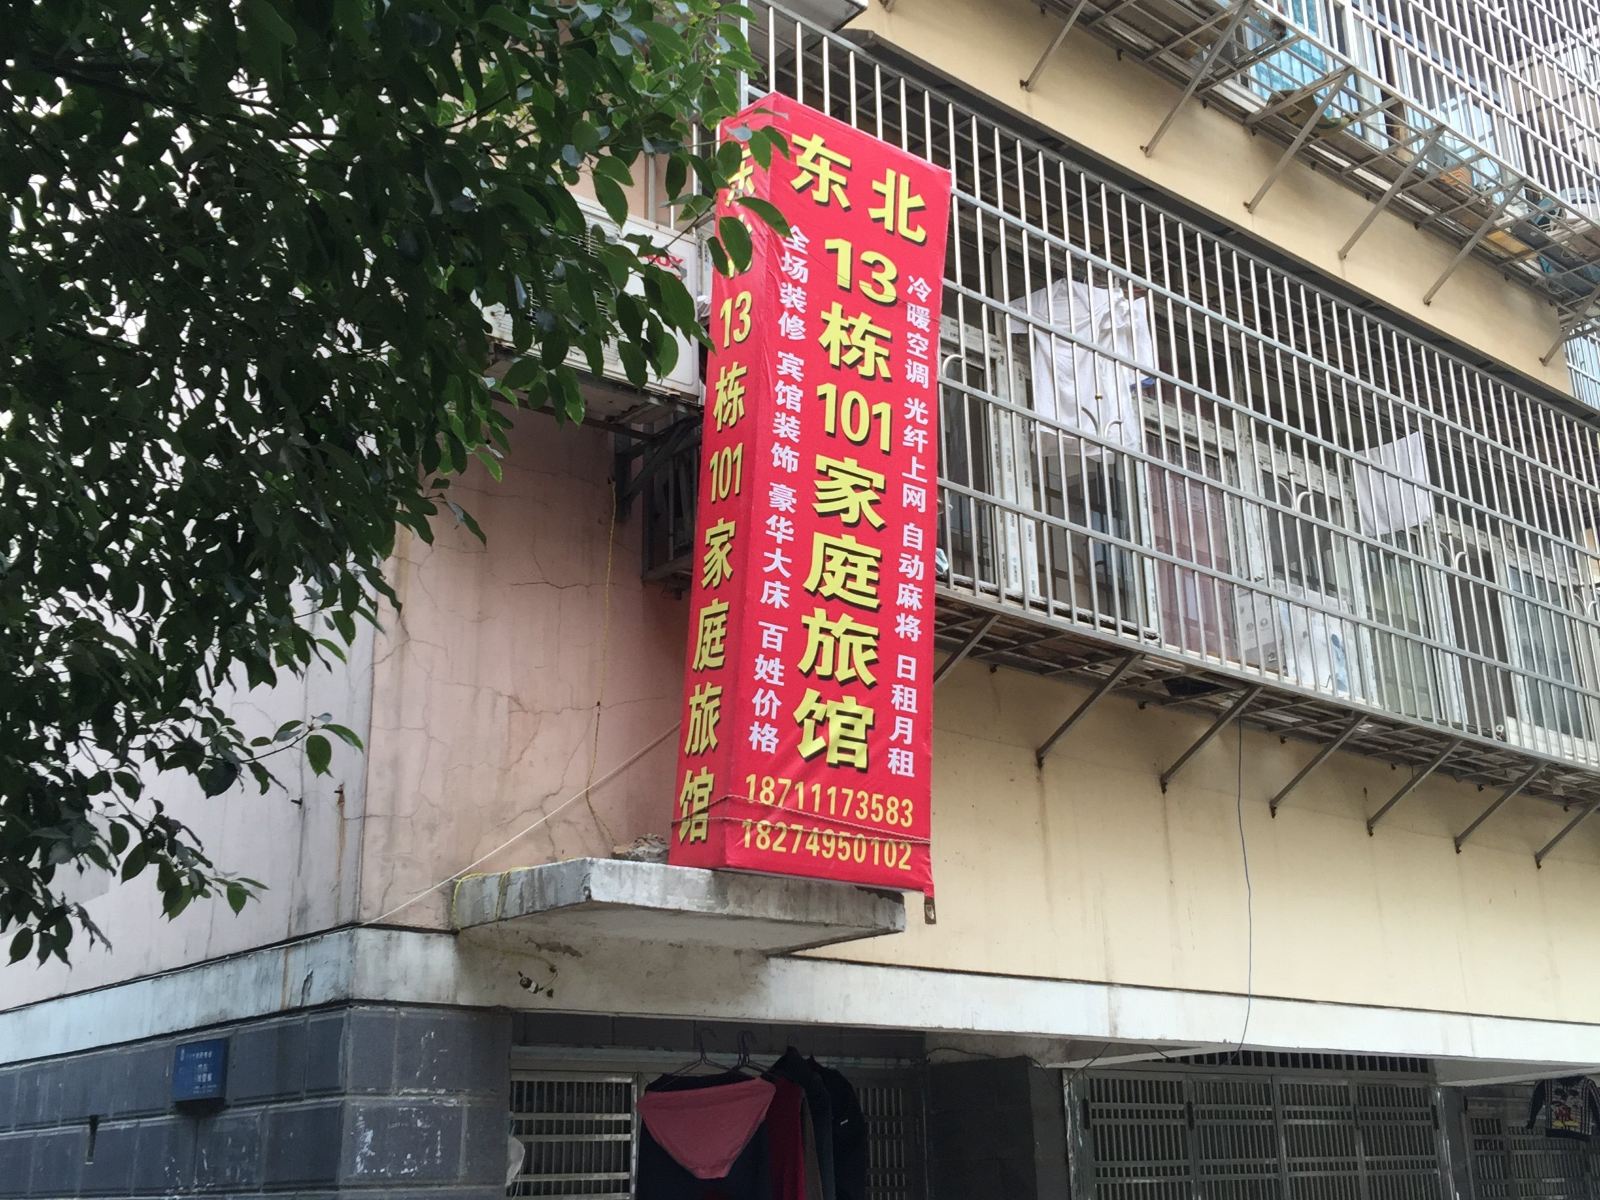 东北
13栋101家庭旅馆
全场装修 宾馆装饰 豪华大床 百姓价格
冷暖空调 光纤上网 自动麻将 日租月租
18711173583
18274950102
13栋101家庭旅馆